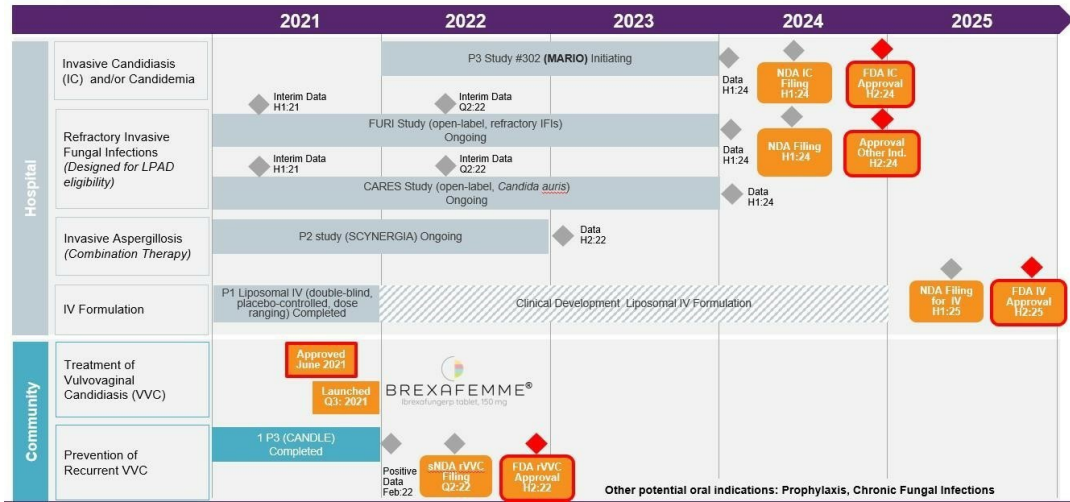 2021 2022 2023 2024 2025
Hospital
Invasive Candidiasis
(IC) and/or Candidemia
P3 Study #302 (MARIO) Initiating
Data
H1:24
NDA IC
Filing
H1:24
FDA IC
Approval
H2:24
Refractory Invasive
Fungal Infections
(Designed for LPAD
eligibility)
Interim Data
H1:21
Interim Data
Q2:22
FURI Study (open-label, refractory IFIs)
Ongoing
Data
H1:24
NDA Filing
H1:24
Approval
Other Ind.
H2:24
Interim Data
H1:21
Interim Data
Q2:22
CARES Study (open-label, Candida auris)
Ongoing
Data
H1:24
Invasive Aspergillosis
(Combination Therapy)
P2 study (SCYNERGIA) Ongoing
Data
H2:22
IV Formulation
P1 Liposomal IV (double-blind,
placebo-controlled, dose
ranging) Completed
Clinical Development Liposomal IV Formulation
NDA Filing
for IV
H1:25
FDA IV
Approval
H2:25
Community
Treatment of
Vulvovaginal
Candidiasis (VVC)
Approved
June 2021
Launched
Q3: 2021
BREXAFEMME®
ibrexafungerp tablet, 150 mg
Prevention of
Recurrent VVC
1 P3 (CANDLE)
Completed
Positive
Data
Feb:22
sNDA rVVC
Filing
Q2:22
FDA rVVC
Approval
H2:22
Other potential oral indications: Prophylaxis, Chronic Fungal Infections